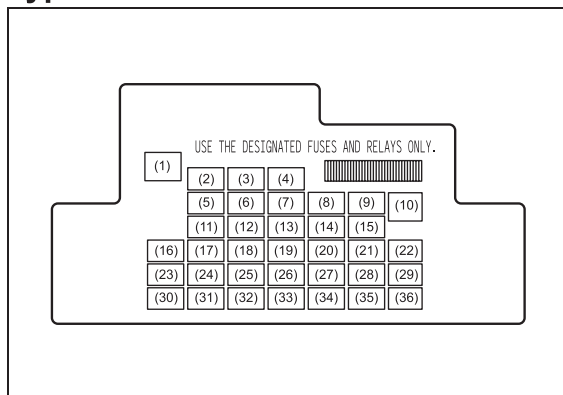 USE THE DESIGNATED FUSES AND RELAYS ONLY.
(1)
(2) (3) (4)
(5) (6) (7) (8) (9) (10)
(11) (12) (13) (14) (15)
(16) (17) (18) (19) (20) (21) (22)
(23) (24) (25) (26) (27) (28) (29)
(30) (31) (32) (33) (34) (35) (36)